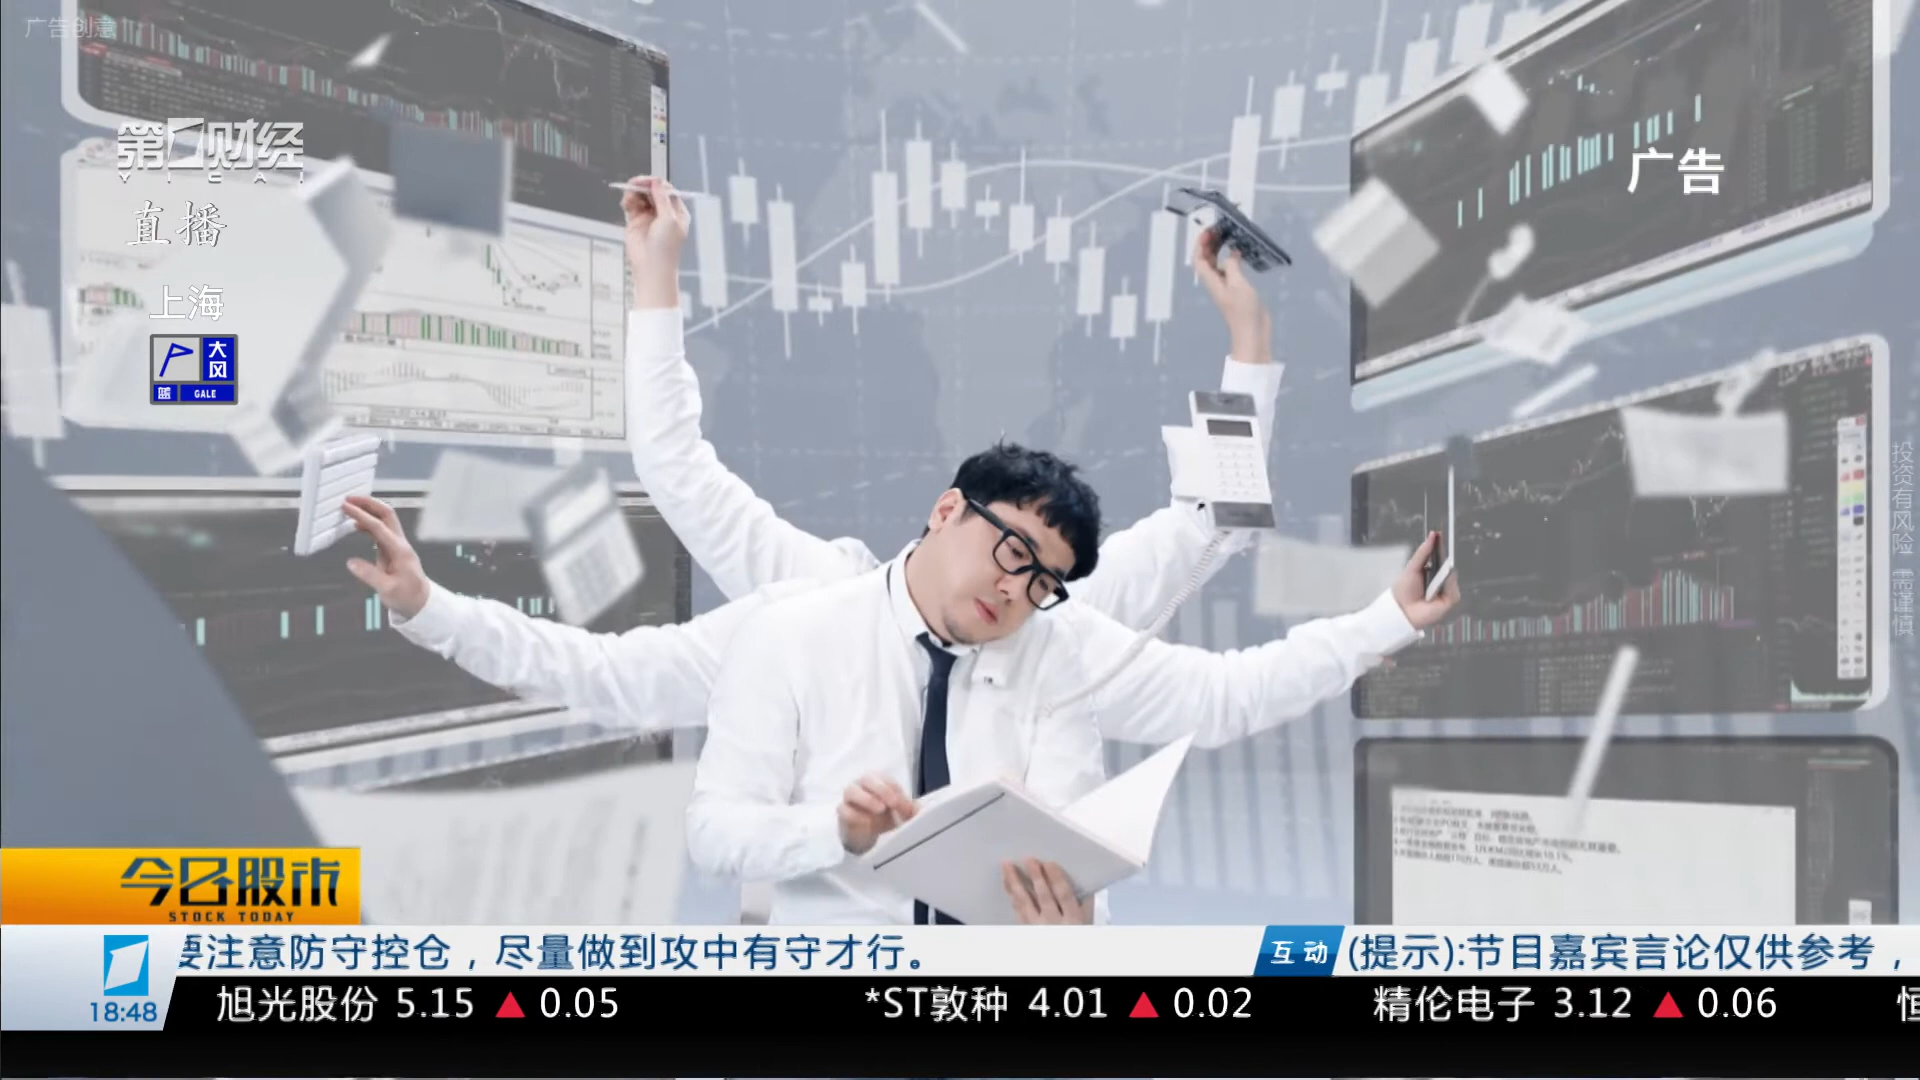 广告创意
第一财经
YICAI
直播
上海
大风
蓝 GALE
广告
投资有风险 需谨慎
今日股市
STOCK TODAY
要注意防守控仓，尽量做到攻中有守才行。
互动 (提示):节目嘉宾言论仅供参考，
18:48
旭光股份 5.15 ▲ 0.05 *ST敦种 4.01 ▲ 0.02 精伦电子 3.12 ▲ 0.06 恒